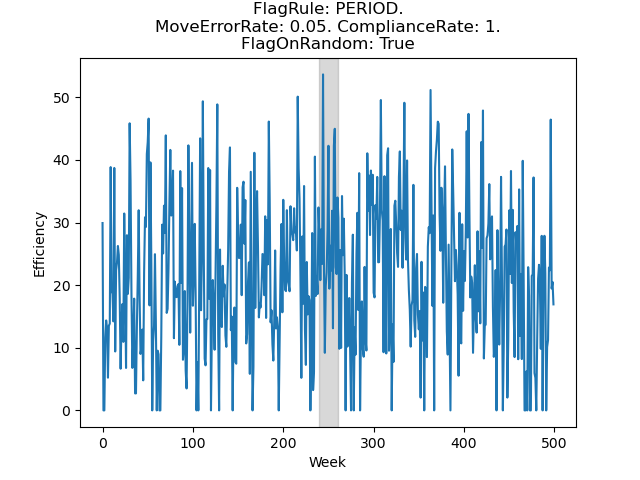 FlagRule: PERIOD.
MoveErrorRate: 0.05. ComplianceRate: 1.
FlagOnRandom: True
50
40
30
20
10
0
Efficiency
0 100 200 300 400 500
Week